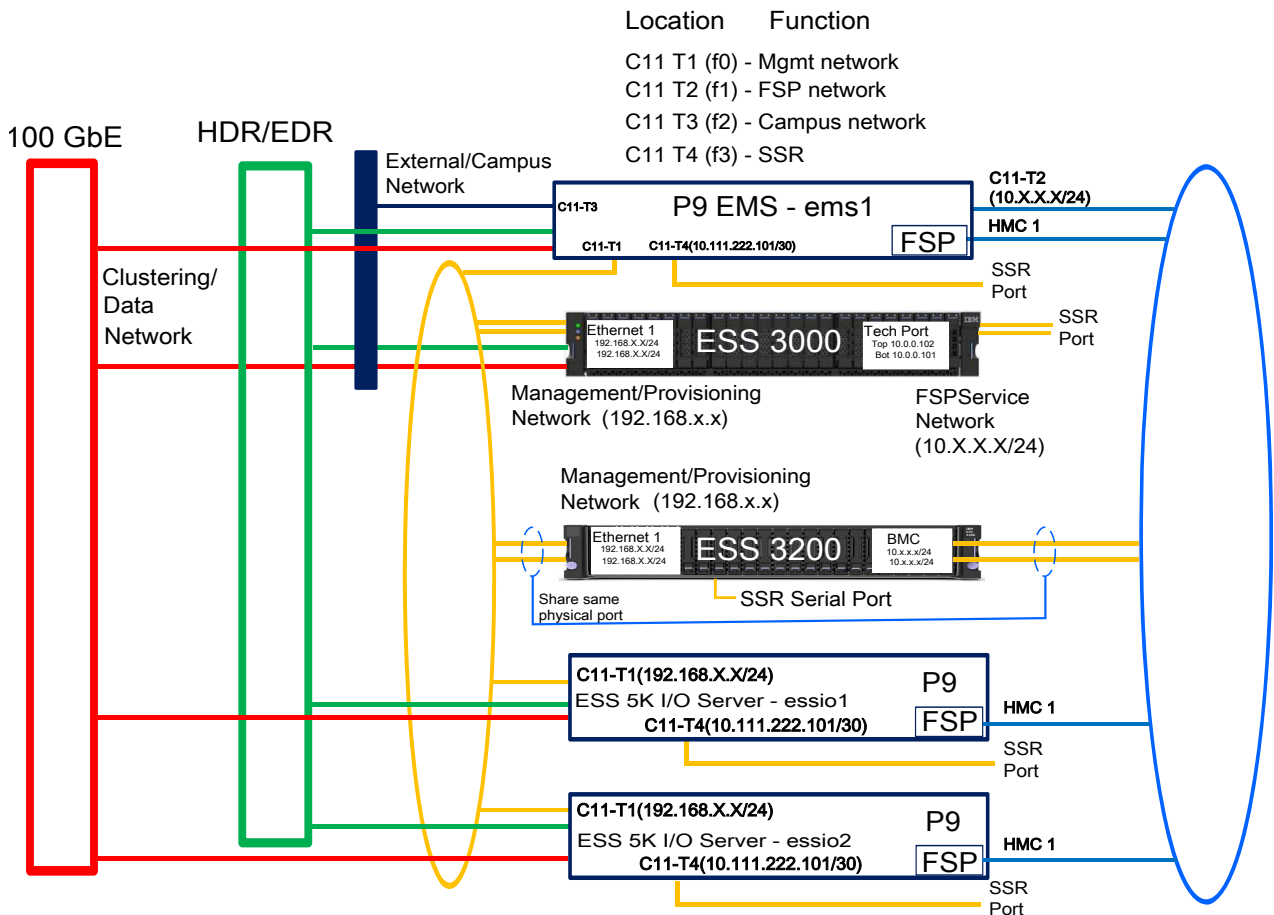 Location Function
C11 T1 (f0) - Mgmt network
C11 T2 (f1) - FSP network
C11 T3 (f2) - Campus network
C11 T4 (f3) - SSR
100 GbE
HDR/EDR
External/Campus
Network
C11-T3
P9 EMS - ems1
C11-T1
C11-T4(10.111.222.101/30)
FSP
C11-T2
(10.X.X.X/24)
HMC 1
SSR
Port
Clustering/
Data
Network
Ethernet 1
192.168.X.X/24
192.168.X.X/24
ESS 3000
Tech Port
Top 10.0.0.102
Bot 10.0.0.101
IBM
SSR
Port
Management/Provisioning
Network (192.168.x.x)
FSPService
Network
(10.X.X.X/24)
Management/Provisioning
Network (192.168.x.x)
Ethernet 1
192.168.X.X/24
192.168.X.X/24
ESS 3200
BMC
10.x.x.x/24
10.x.x.x/24
Share same
physical port
SSR Serial Port
C11-T1(192.168.X.X/24)
ESS 5K I/O Server - essio1
C11-T4(10.111.222.101/30)
P9
FSP
HMC 1
SSR
Port
C11-T1(192.168.X.X/24)
ESS 5K I/O Server - essio2
C11-T4(10.111.222.101/30)
P9
FSP
HMC 1
SSR
Port